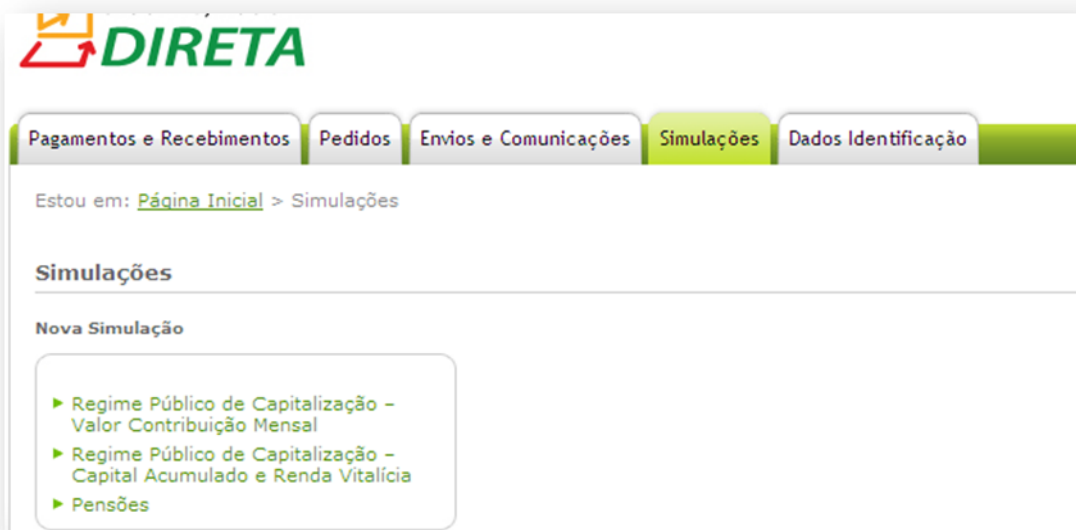 DIRETA
Pagamentos e Recebimentos
Pedidos
Envios e Comunicações
Simulações
Dados Identificação
Estou em: Página Inicial > Simulações
Simulações
Nova Simulação
Regime Público de Capitalização –
Valor Contribuição Mensal
Regime Público de Capitalização –
Capital Acumulado e Renda Vitalícia
Pensões